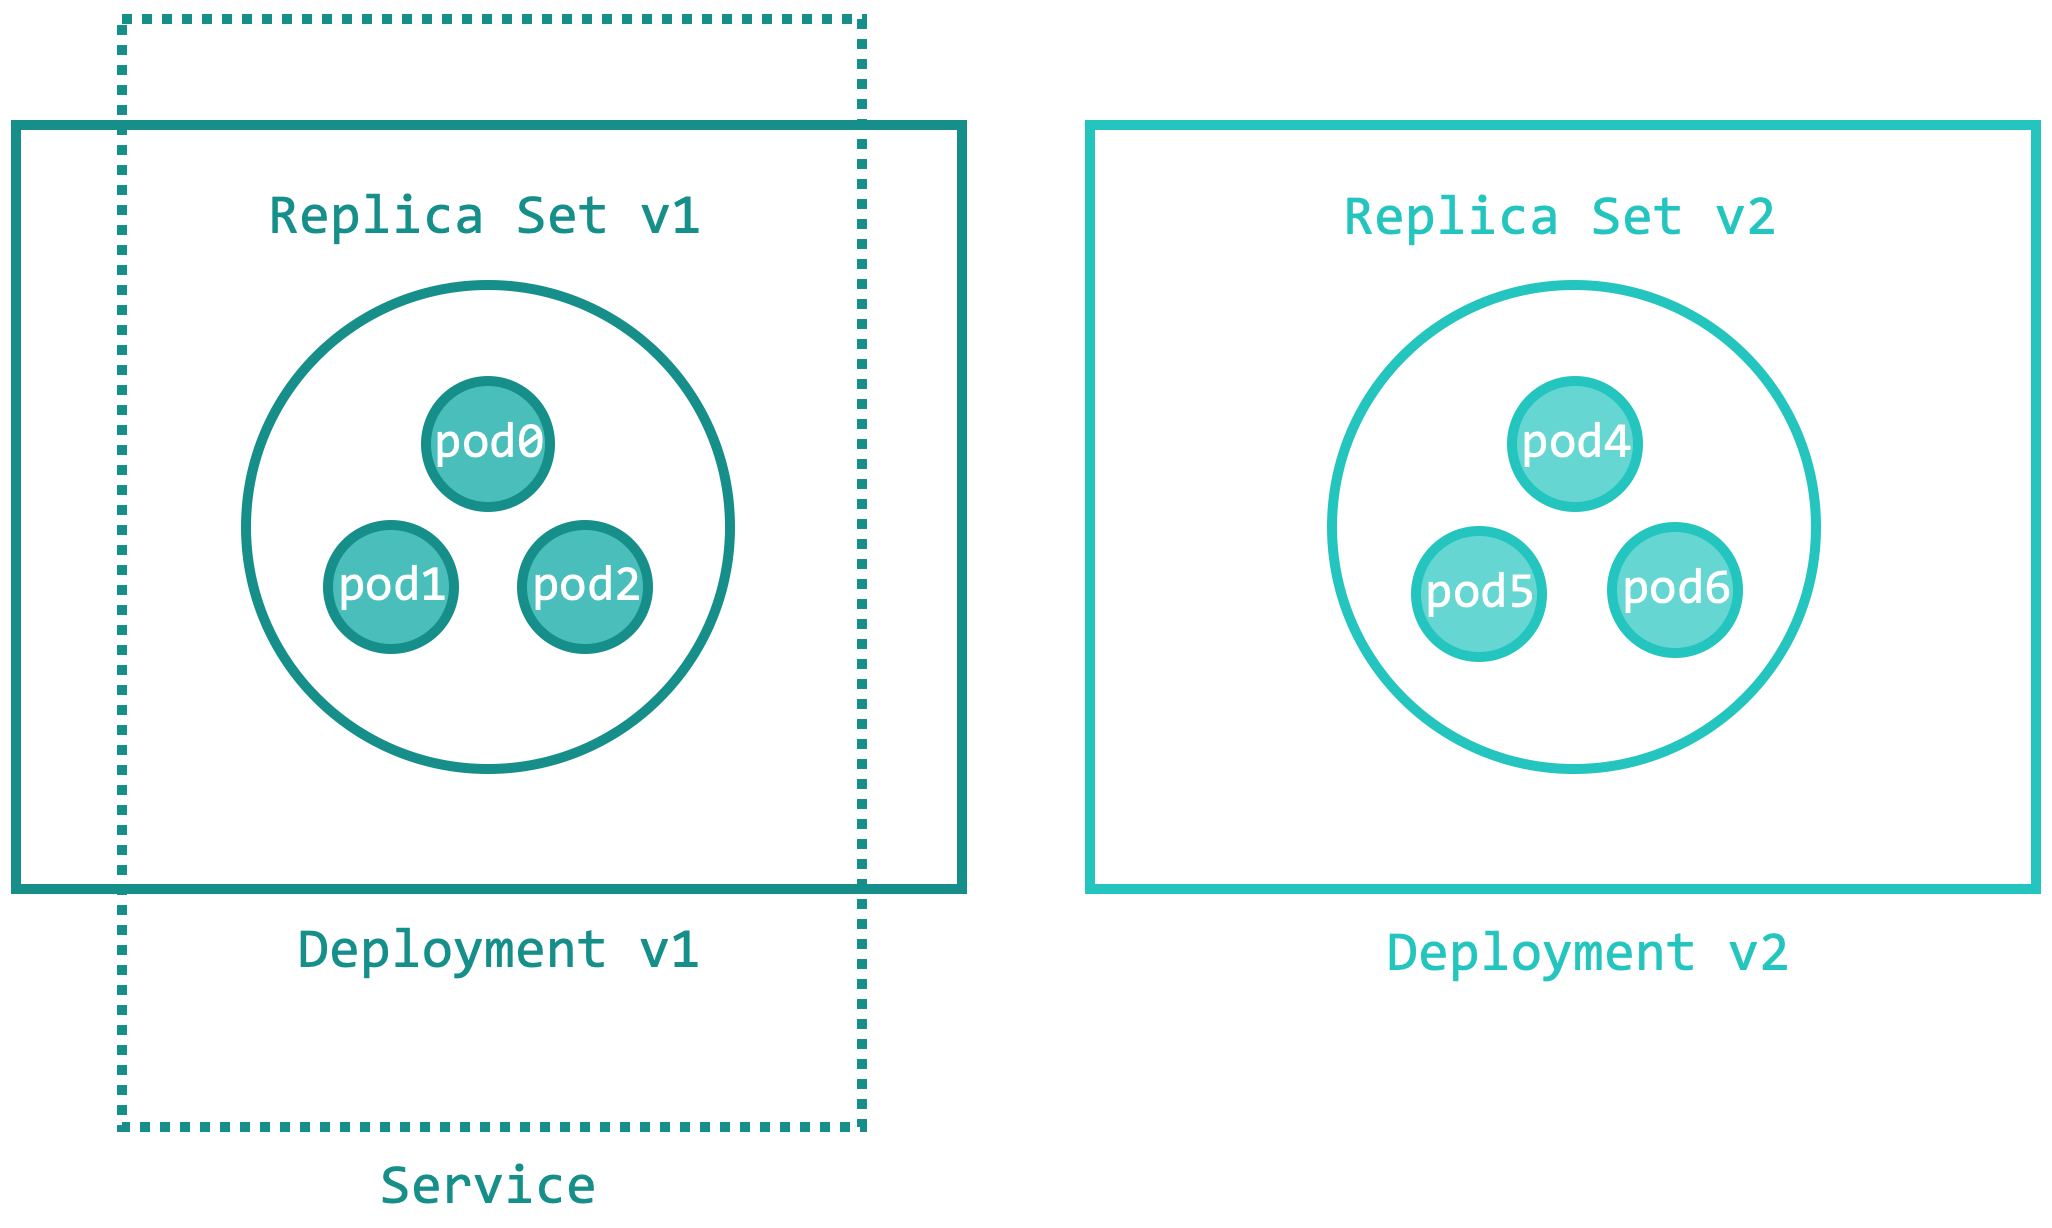 Replica Set v1
pod0
pod1
pod2
Deployment v1
Service
Replica Set v2
pod4
pod5
pod6
Deployment v2